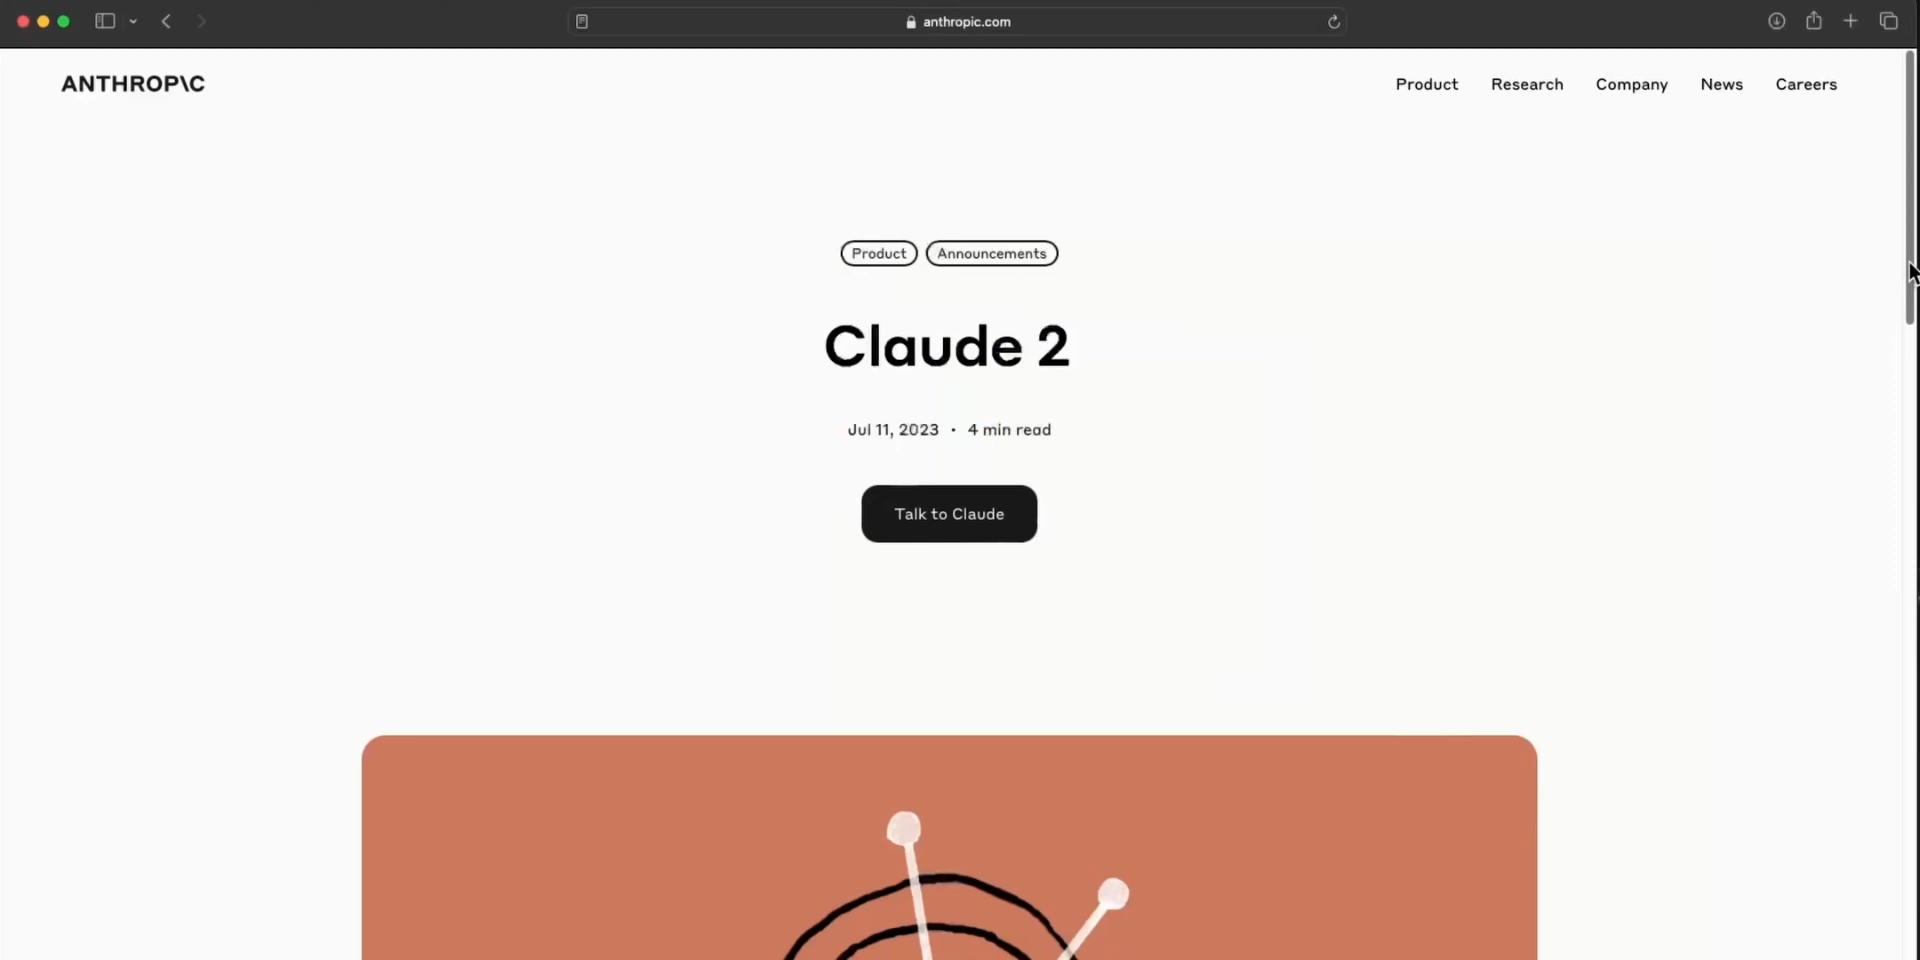 anthropic.com
ANTHROP\C
Product Research Company News Careers
Product Announcements
Claude 2
Jul 11, 2023 • 4 min read
Talk to Claude